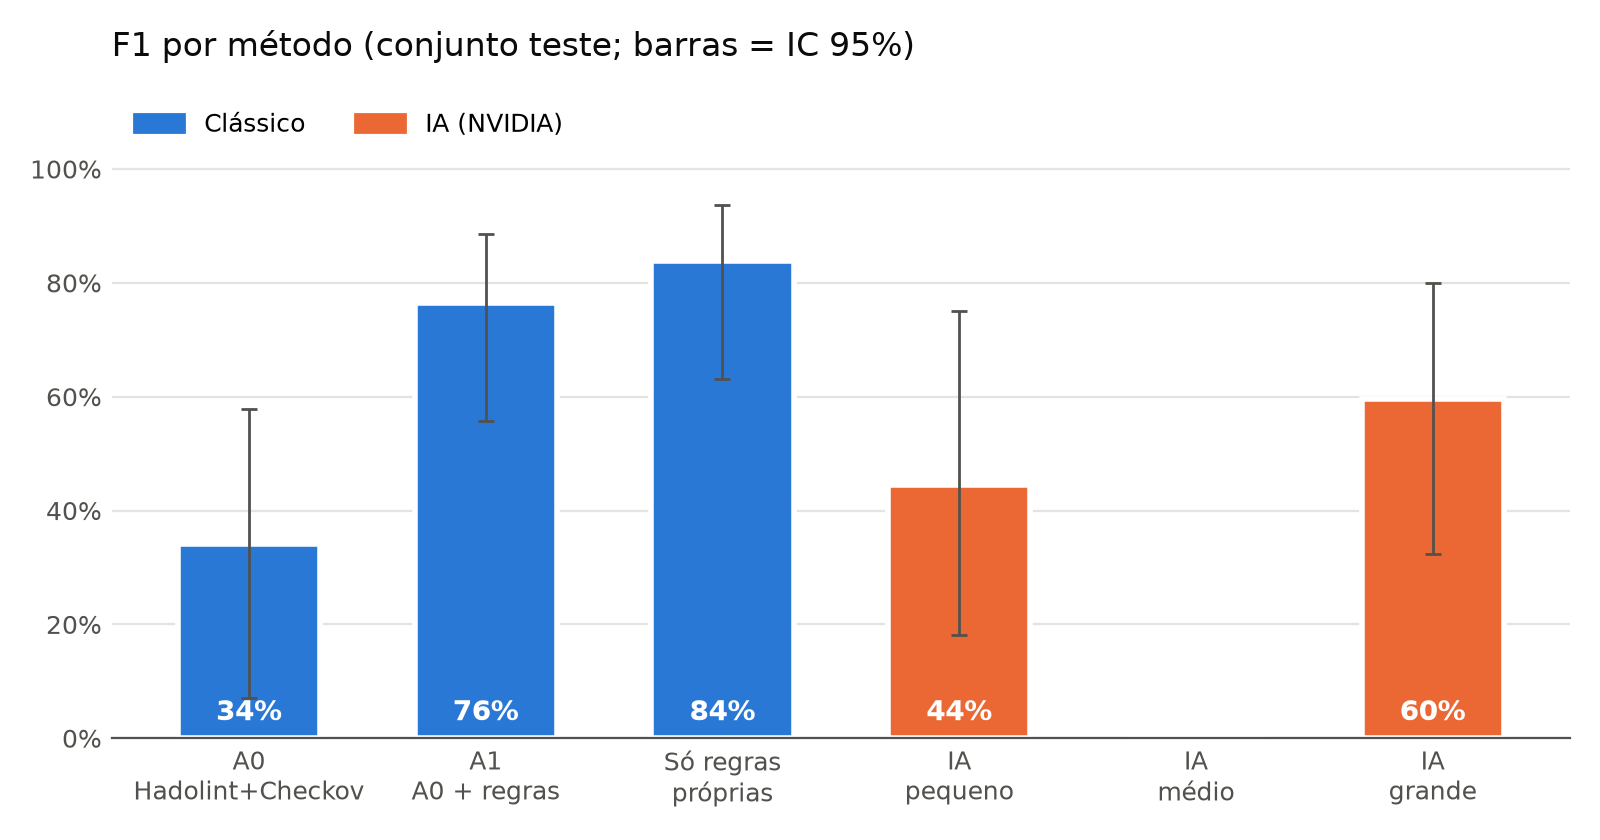 F1 por método (conjunto teste; barras = IC 95%)
Clássico
IA (NVIDIA)
100%
80%
60%
40%
20%
0%
34%
76%
84%
44%
60%
A0
Hadolint+Checkov
A1
A0 + regras
Só regras
próprias
IA
pequeno
IA
médio
IA
grande